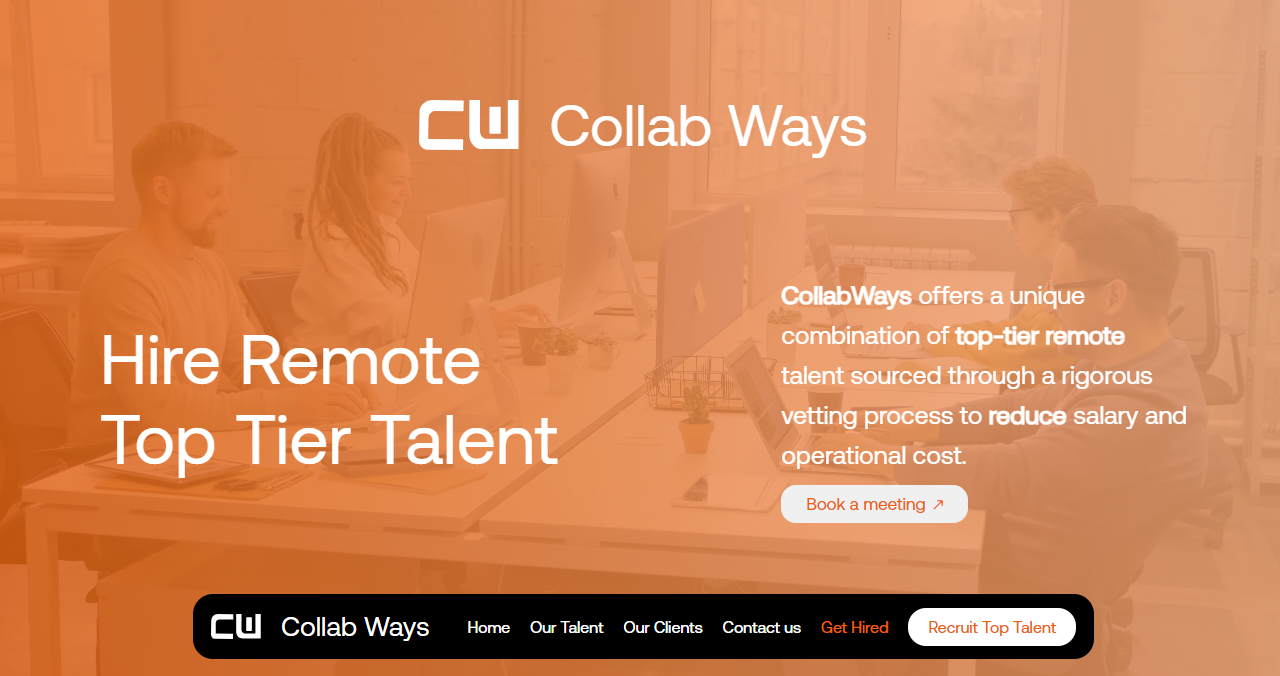 CW Collab Ways
Hire Remote
Top Tier Talent
CollabWays offers a unique
combination of top-tier remote
talent sourced through a rigorous
vetting process to reduce salary and
operational cost.
Book a meeting ↗
CW Collab Ways Home Our Talent Our Clients Contact us Get Hired Recruit Top Talent